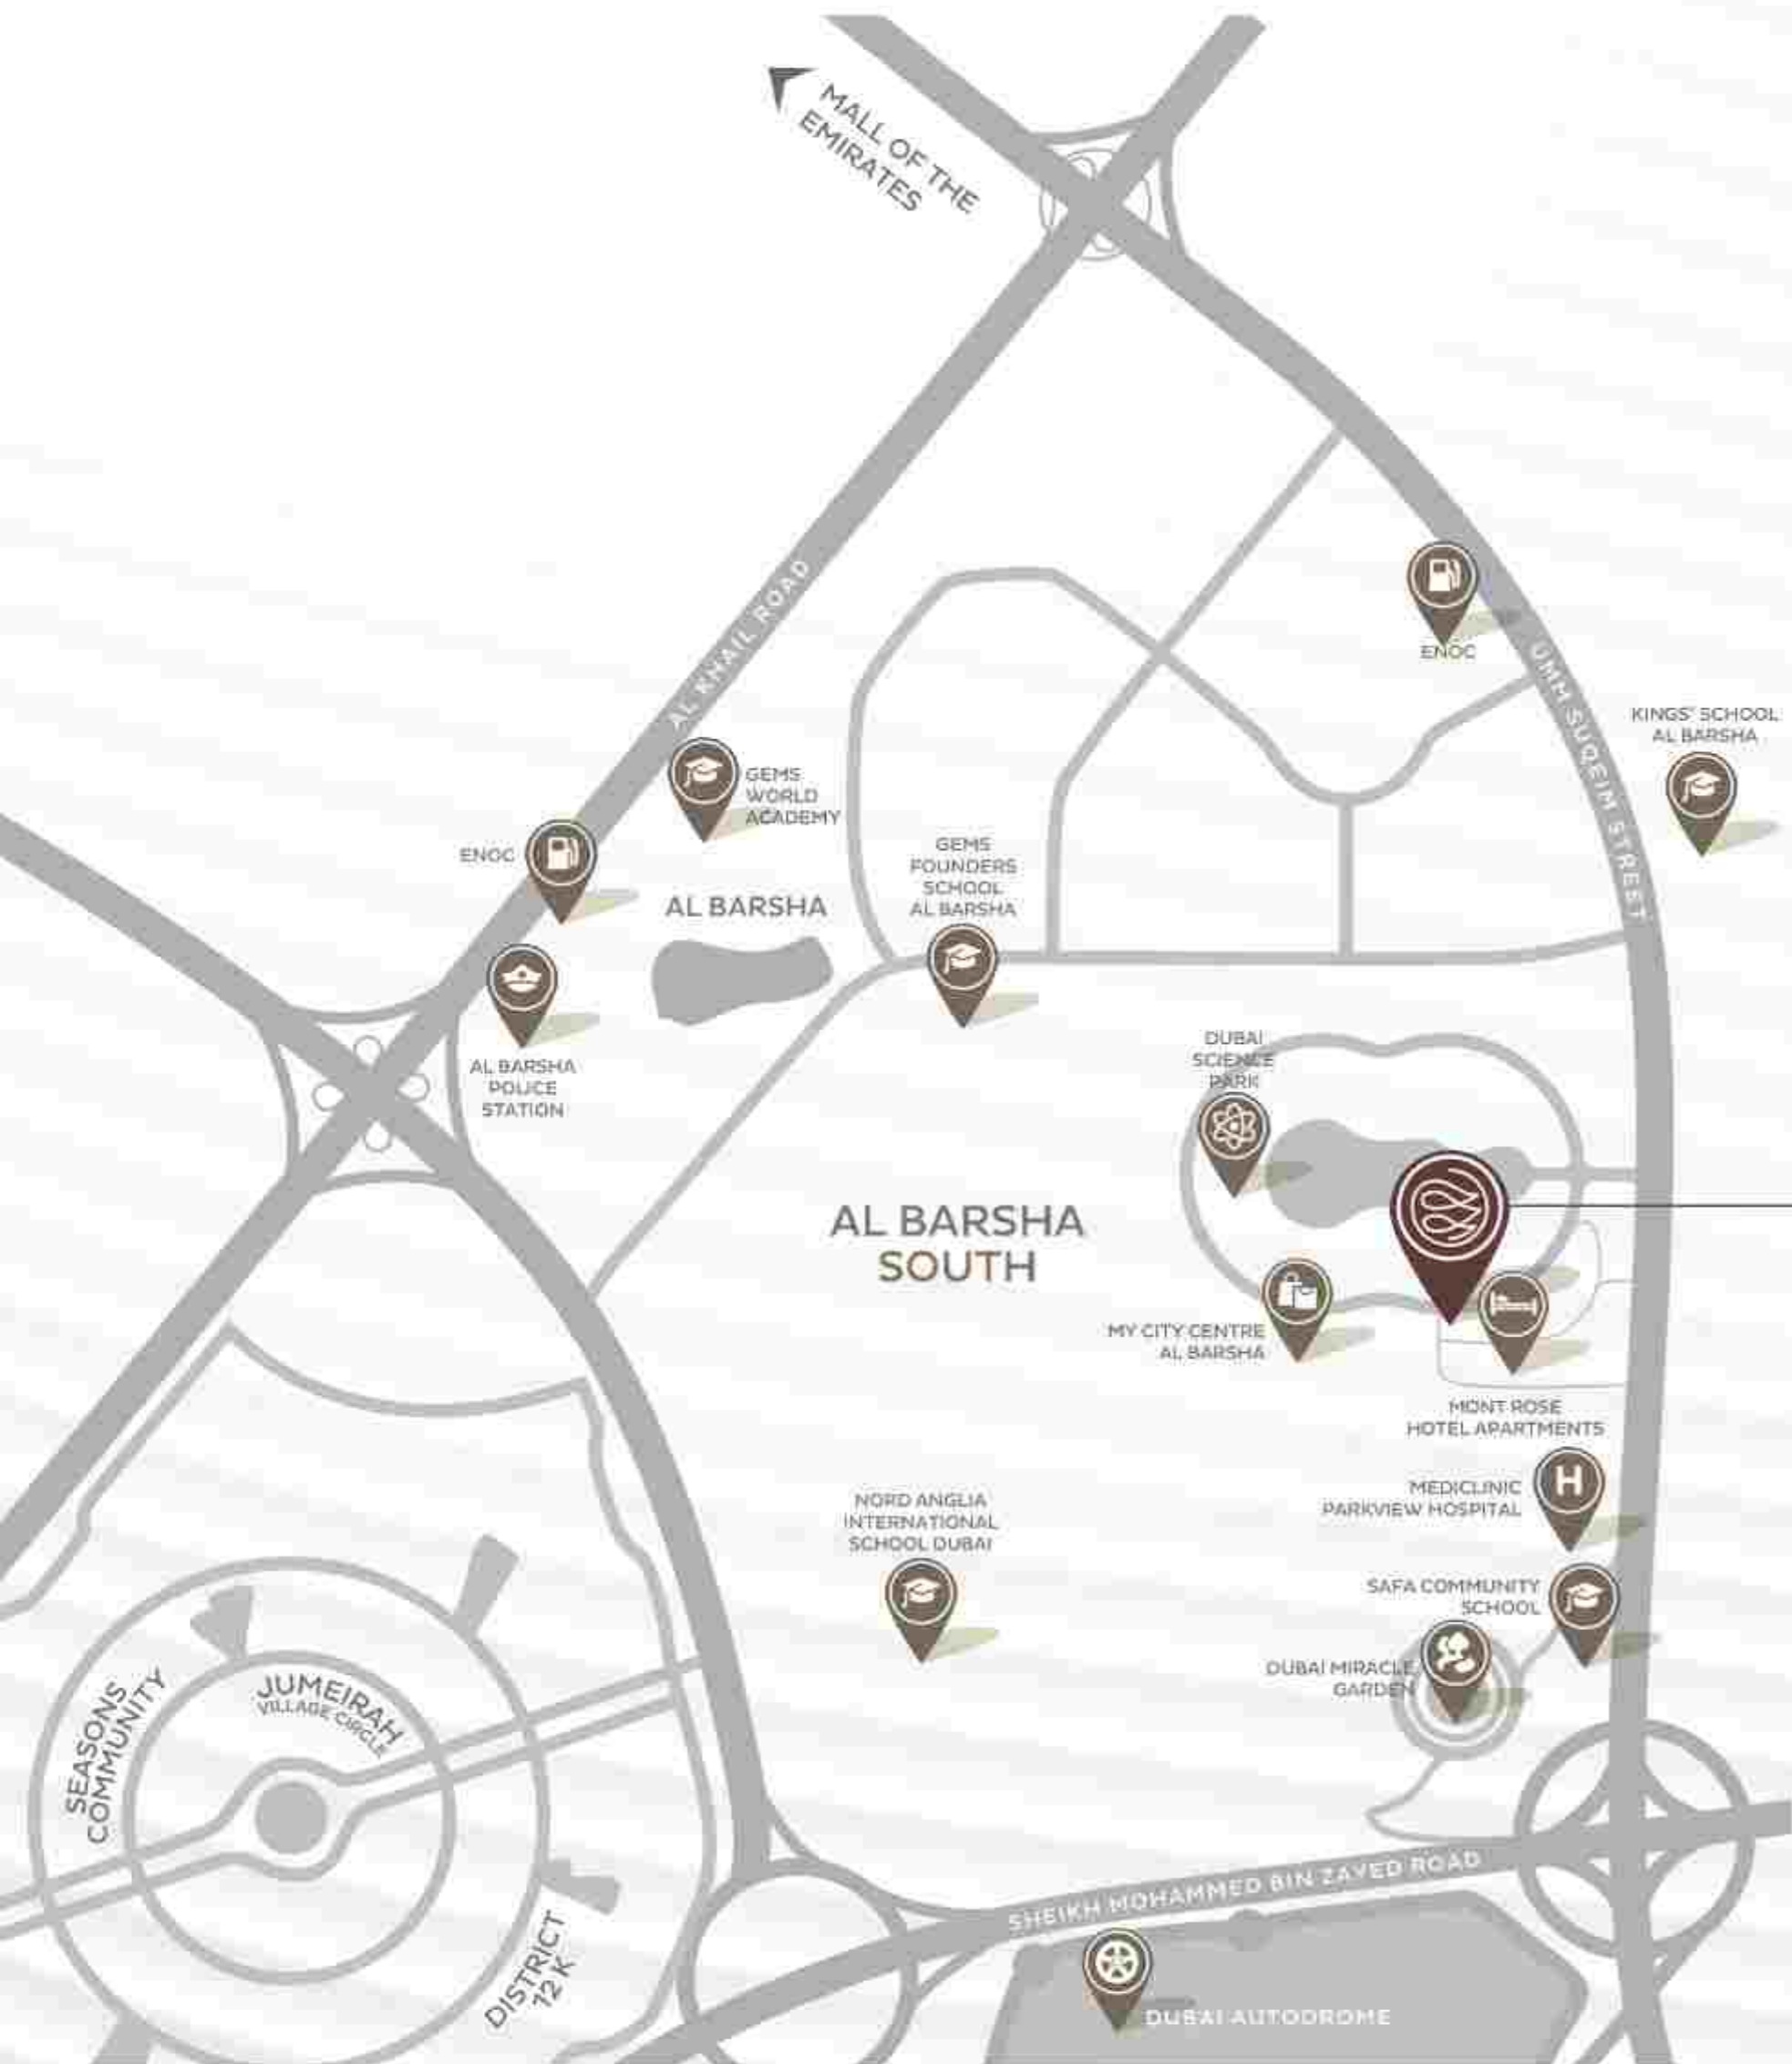 MALL OF THE
EMIRATES
AL KHAIL ROAD
ENOC
UMM SUQEIM STREET
KINGS' SCHOOL
AL BARSHA
GEMS
WORLD
ACADEMY
ENOC
GEMS
FOUNDERS
SCHOOL
AL BARSHA
AL BARSHA
AL BARSHA
POLICE
STATION
DUBAI
SCIENCE
PARK
AL BARSHA
SOUTH
MY CITY CENTRE
AL BARSHA
MONT ROSE
HOTEL APARTMENTS
H
MEDICLINIC
PARKVIEW HOSPITAL
NORD ANGLIA
INTERNATIONAL
SCHOOL DUBAI
SAFA COMMUNITY
SCHOOL
DUBAI MIRACLE
GARDEN
SEASONS
COMMUNITY
JUMEIRAH
VILLAGE CIRCLE
SHEIKH MOHAMMED BIN ZAYED ROAD
DISTRICT
12 K
DUBAI AUTODROME